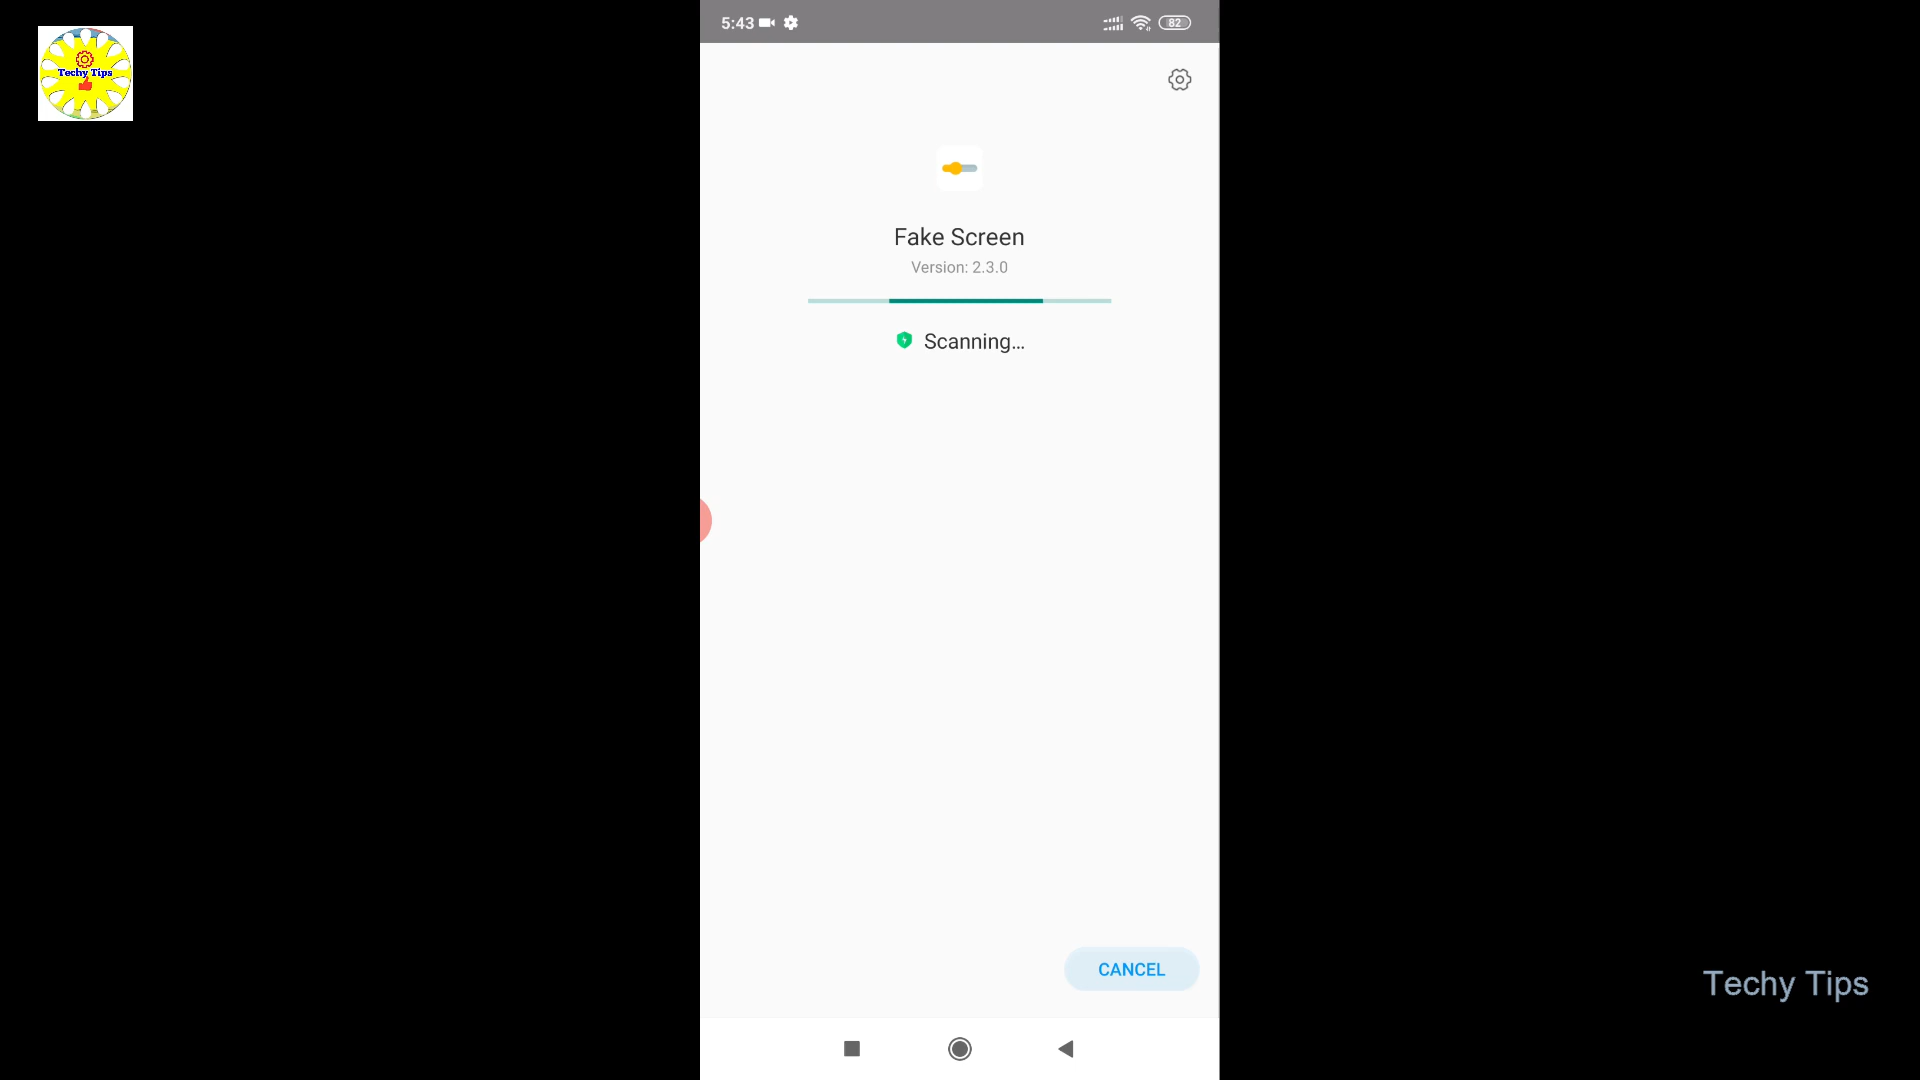 5:43
82
Techy Tips
Fake Screen
Version: 2.3.0
Scanning...
CANCEL
Techy Tips